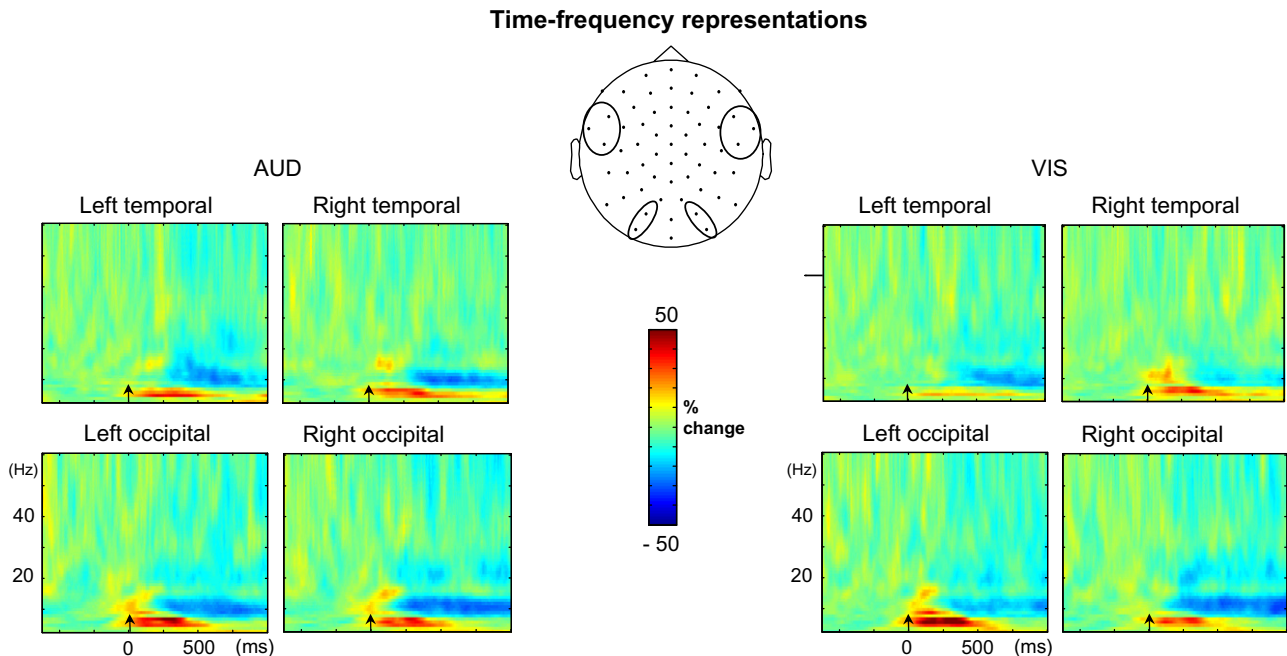 Time-frequency representations
AUD
VIS
Left temporal
Right temporal
Left temporal
Right temporal
50
%
change
- 50
Left occipital
Right occipital
Left occipital
Right occipital
(Hz)
40
20
0
500
(ms)
(Hz)
40
20
0
500
(ms)